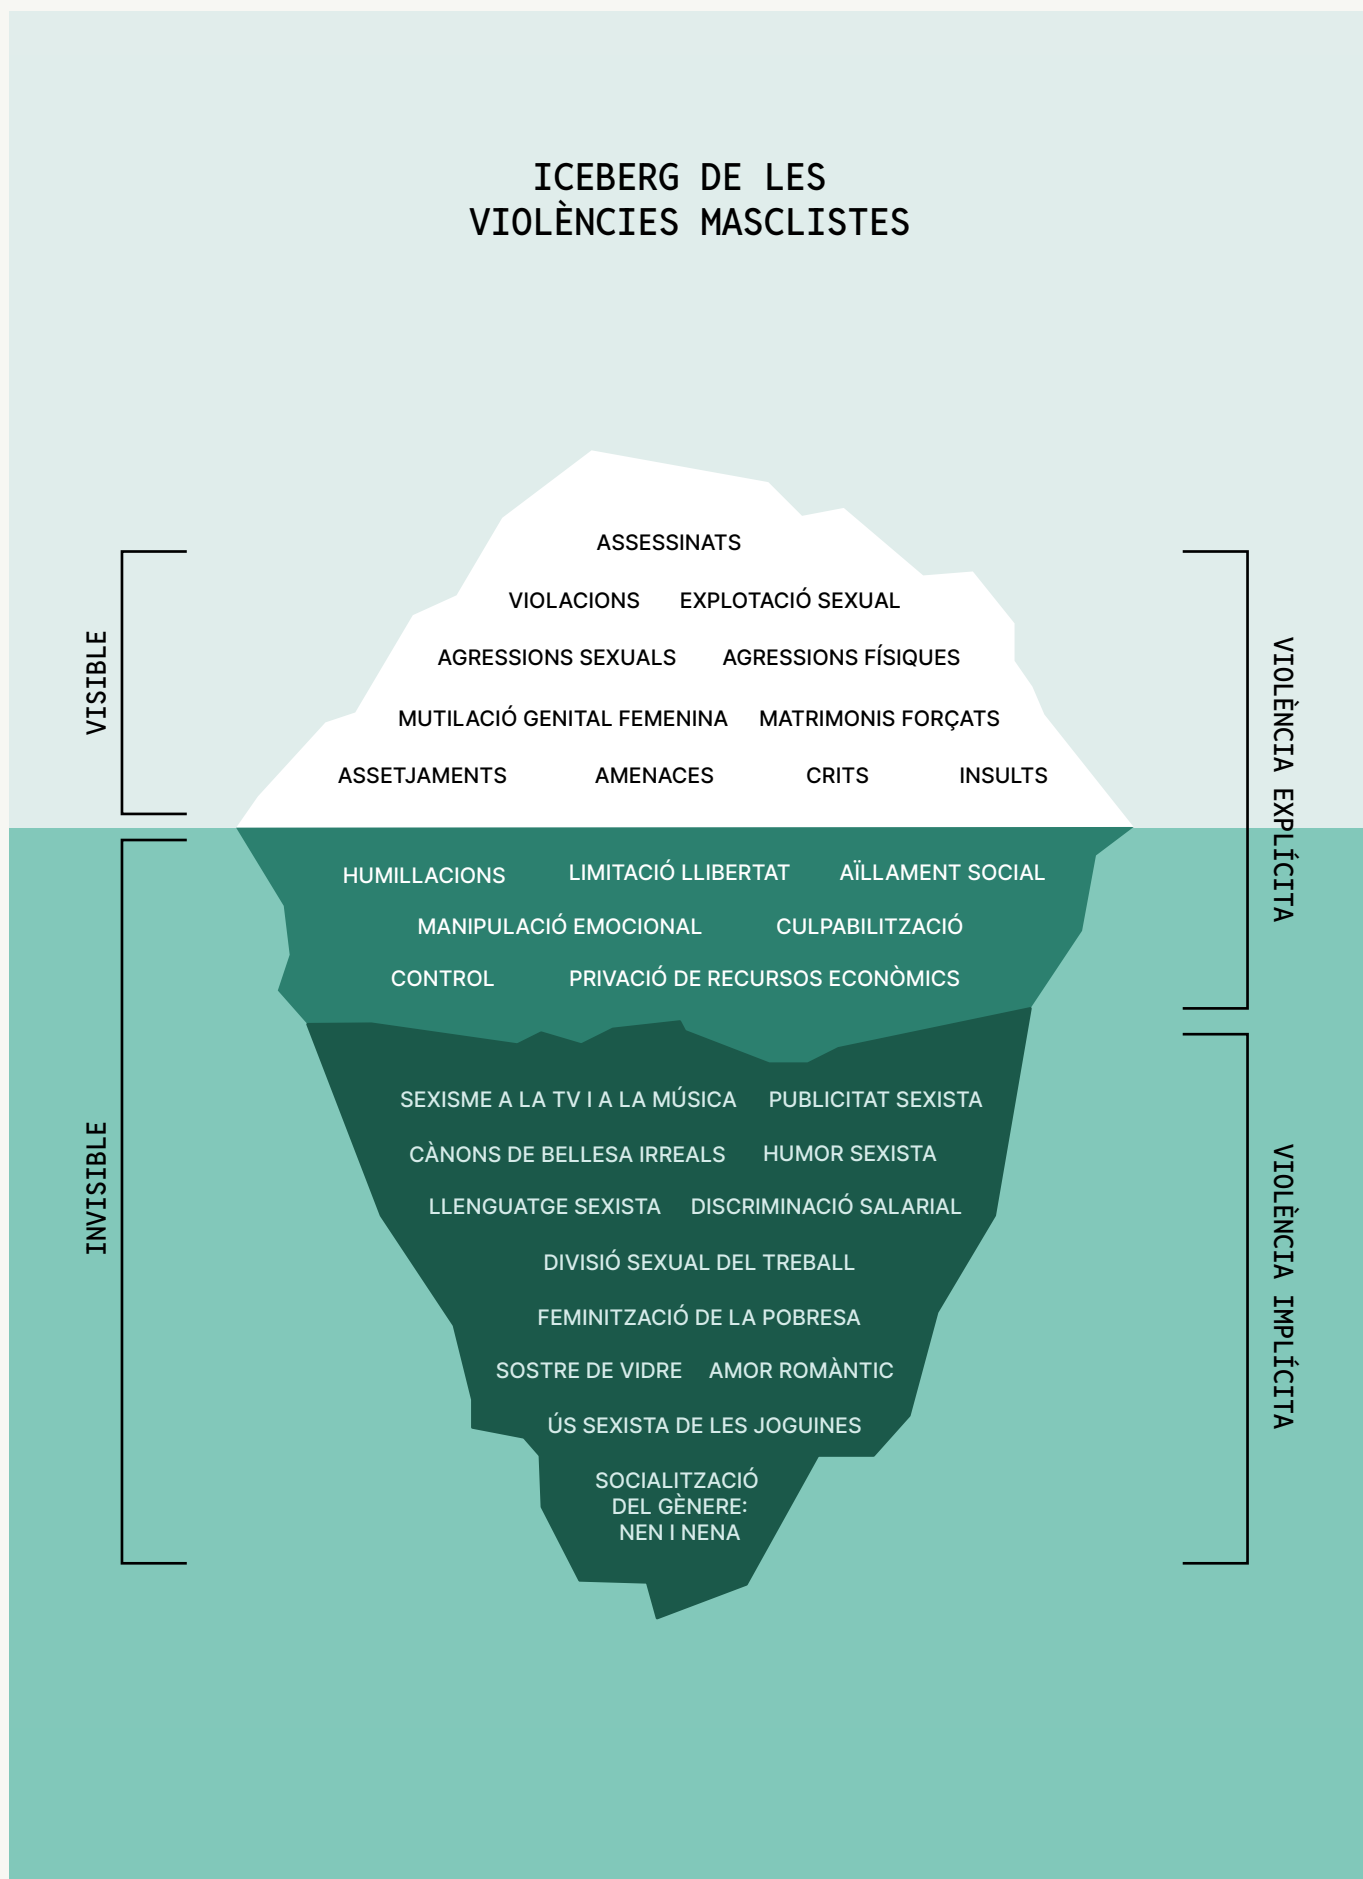 ICEBERG DE LES
VIOLÈNCIES MASCLISTES
VISIBLE
VIOLÈNCIA EXPLÍCITA
ASSESSINATS
VIOLACIONS EXPLOTACIÓ SEXUAL
AGRESSIONS SEXUALS AGRESSIONS FÍSIQUES
MUTILACIÓ GENITAL FEMENINA MATRIMONIS FORÇATS
ASSETJAMENTS AMENACES CRITS INSULTS
HUMILLACIONS LIMITACIÓ LLIBERTAT AÏLLAMENT SOCIAL
MANIPULACIÓ EMOCIONAL CULPABILITZACIÓ
CONTROL PRIVACIÓ DE RECURSOS ECONÒMICS
INVISIBLE
VIOLÈNCIA IMPLÍCITA
SEXISME A LA TV I A LA MÚSICA PUBLICITAT SEXISTA
CÀNONS DE BELLESA IRREALS HUMOR SEXISTA
LLENGUATGE SEXISTA DISCRIMINACIÓ SALARIAL
DIVISIÓ SEXUAL DEL TREBALL
FEMINITZACIÓ DE LA POBRESA
SOSTRE DE VIDRE AMOR ROMÀNTIC
ÚS SEXISTA DE LES JOGUINES
SOCIALITZACIÓ
DEL GÈNERE:
NEN I NENA